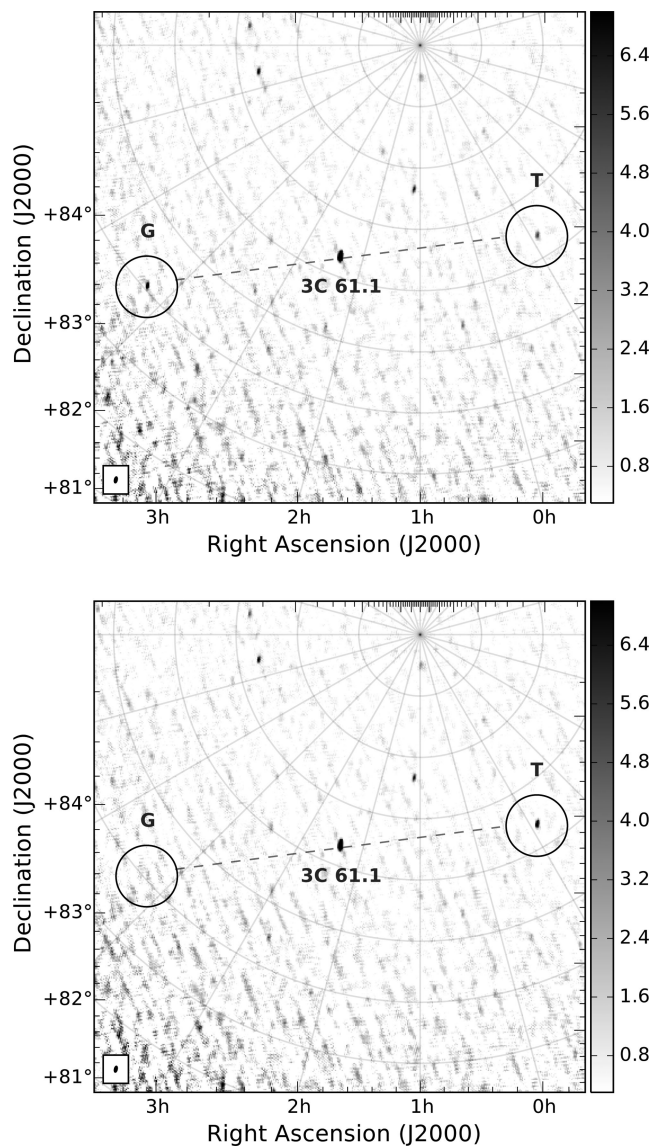 T
+84°
G
3C 61.1
+83°
+82°
+81°
Declination (J2000)
3h
2h
1h
0h
Right Ascension (J2000)
6.4
5.6
4.8
4.0
3.2
2.4
1.6
0.8
T
+84°
G
3C 61.1
+83°
+82°
+81°
Declination (J2000)
3h
2h
1h
0h
Right Ascension (J2000)
6.4
5.6
4.8
4.0
3.2
2.4
1.6
0.8